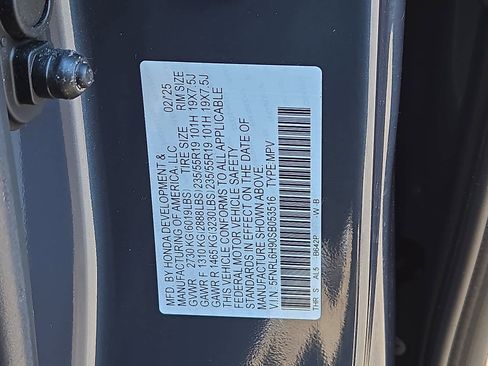 MFD. BY HONDA DEVELOPMENT & 02/25
MANUFACTURING OF AMERICA, LLC
GVWR 2730 KG (6019LBS) TIRE SIZE RIM SIZE
GAWR F 1310 KG (2888LBS) 235/55R19 101H 19X7.5J
GAWR R 1465 KG (3230LBS) 235/55R19 101H 19X7.5J
THIS VEHICLE CONFORMS TO ALL APPLICABLE
FEDERAL MOTOR VEHICLE SAFETY
STANDARDS IN EFFECT ON THE DATE OF
MANUFACTURE SHOWN ABOVE.
V.I.N. 5FNRL6H90SB053516 TYPE:MPV
THR S AL5 B642P -W-B